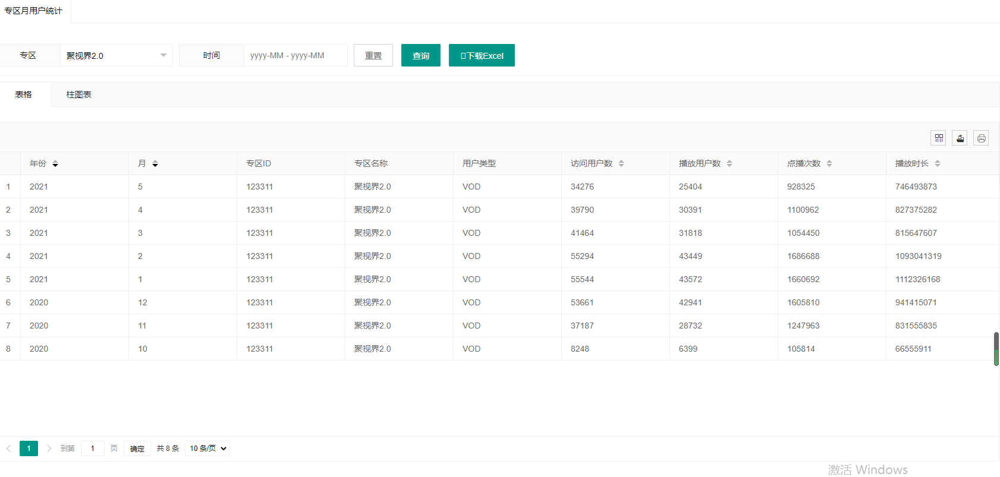 专区月用户统计
专区 聚视界2.0 时间 yyyy-MM - yyyy-MM 重置 查询 下载Excel
表格 柱图表
年份 月 专区ID 专区名称 用户类型 访问用户数 播放用户数 点播次数 播放时长
1 2021 5 123311 聚视界2.0 VOD 34276 25404 928325 746493873
2 2021 4 123311 聚视界2.0 VOD 39790 30391 1100962 827375282
3 2021 3 123311 聚视界2.0 VOD 41464 31818 1054450 815647607
4 2021 2 123311 聚视界2.0 VOD 55294 43449 1686688 1093041319
5 2021 1 123311 聚视界2.0 VOD 55544 43572 1660692 1112326168
6 2020 12 123311 聚视界2.0 VOD 53661 42941 1605810 941415071
7 2020 11 123311 聚视界2.0 VOD 37187 28732 1247963 831555835
8 2020 10 123311 聚视界2.0 VOD 8248 6399 105814 66555911
1 到第 1 页 确定 共 8 条 10 条/页
激活 Windows